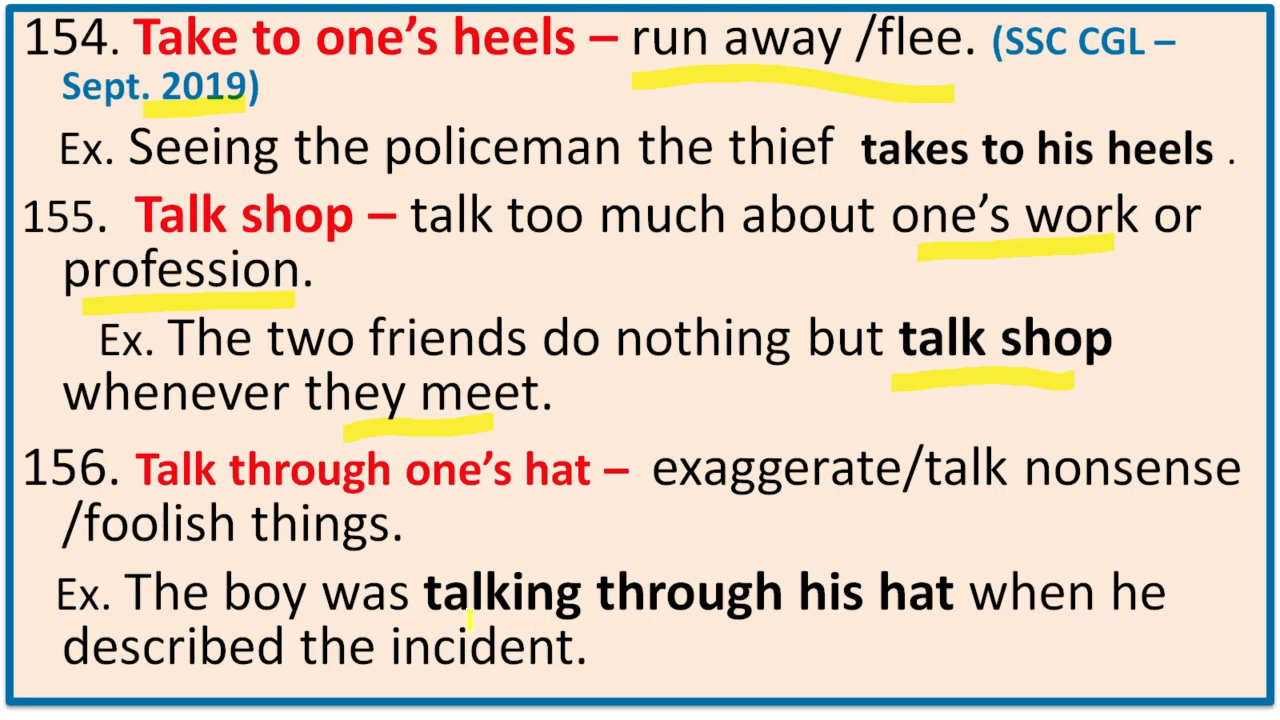 154. Take to one’s heels – run away /flee. (SSC CGL –
Sept. 2019)
Ex. Seeing the policeman the thief takes to his heels .
155. Talk shop – talk too much about one’s work or
profession.
Ex. The two friends do nothing but talk shop
whenever they meet.
156. Talk through one’s hat – exaggerate/talk nonsense
/foolish things.
Ex. The boy was talking through his hat when he
described the incident.